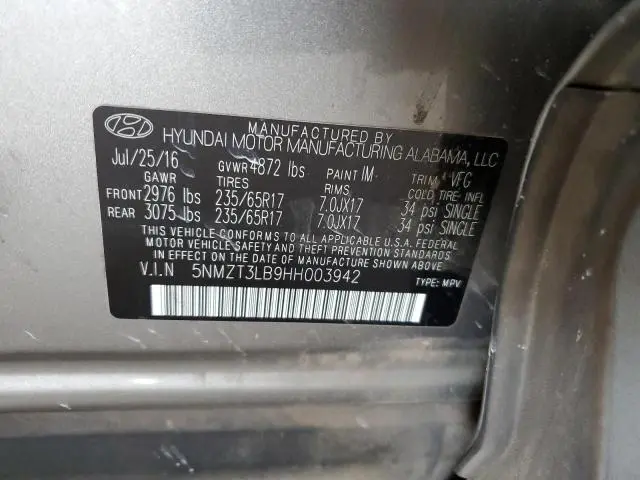 MANUFACTURED BY
HYUNDAI MOTOR MANUFACTURING ALABAMA, LLC
Jul/25/16 GVWR 4872 lbs PAINT IM TRIM VFG
GAWR TIRES RIMS COLD TIRE INFL
FRONT 2976 lbs 235/65R17 7.0JX17 34 psi SINGLE
REAR 3075 lbs 235/65R17 7.0JX17 34 psi SINGLE
THIS VEHICLE CONFORMS TO ALL APPLICABLE U.S.A. FEDERAL
MOTOR VEHICLE SAFETY AND THEFT PREVENTION STANDARDS
IN EFFECT ON THE DATE OF MANUFACTURE SHOWN ABOVE.
V.I.N 5NMZT3LB9HH003942
TYPE: MPV